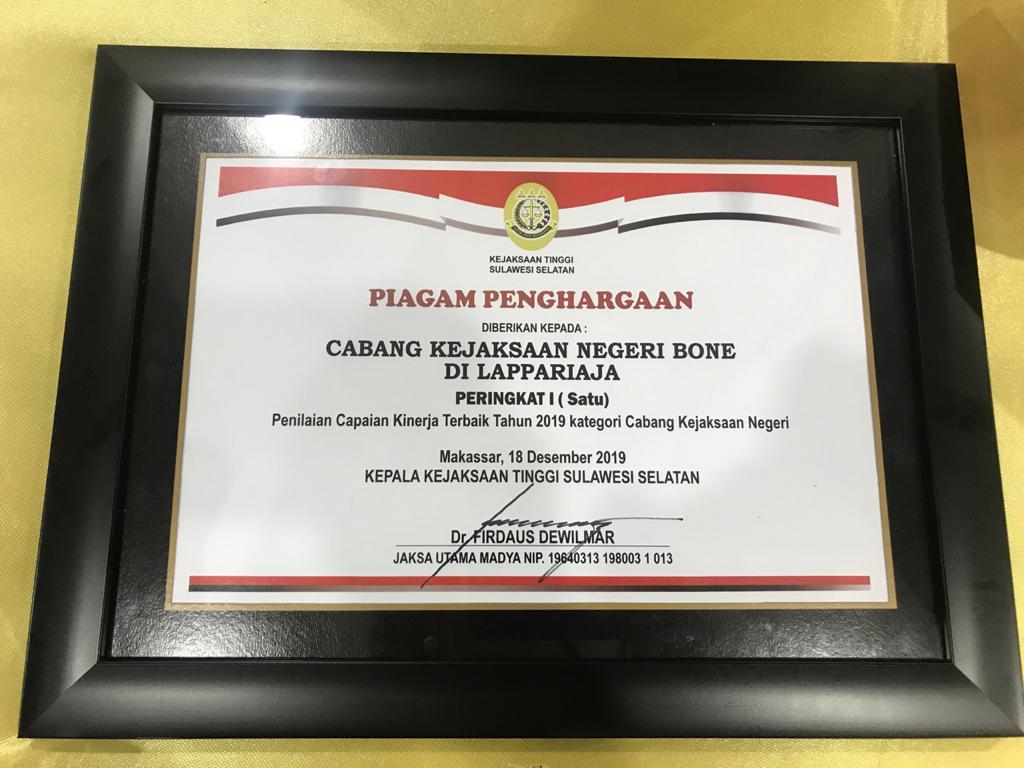 KEJAKSAAN TINGGI
SULAWESI SELATAN
PIAGAM PENGHARGAAN
DIBERIKAN KEPADA :
CABANG KEJAKSAAN NEGERI BONE
DI LAPPARIAJA
PERINGKAT I ( Satu)
Penilaian Capaian Kinerja Terbaik Tahun 2019 kategori Cabang Kejaksaan Negeri
Makassar, 18 Desember 2019
KEPALA KEJAKSAAN TINGGI SULAWESI SELATAN
Dr. FIRDAUS DEWILMAR
JAKSA UTAMA MADYA NIP. 19640313 198003 1 013